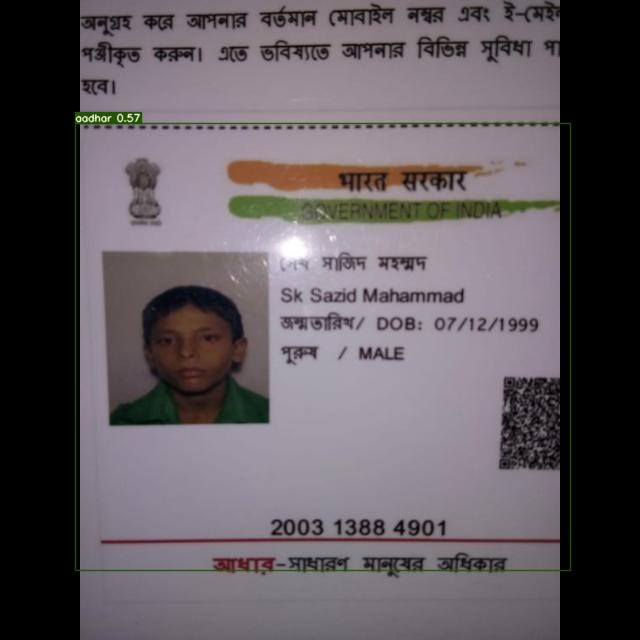 অনুগ্রহ করে আপনার বর্তমান মোবাইল নম্বর এবং ই-মেইল
পঞ্জীকৃত করুন। এতে ভবিষ্যতে আপনার বিভিন্ন সুবিধা পা
হবে।
aadhar 0.57
भारत सरकार
GOVERNMENT OF INDIA
সেখ সাজিদ মহম্মদ
Sk Sazid Mahammad
জন্মতারিখ/ DOB: 07/12/1999
পুরুষ / MALE
2003 1388 4901
আধার-সাধারণ মানুষের অধিকার